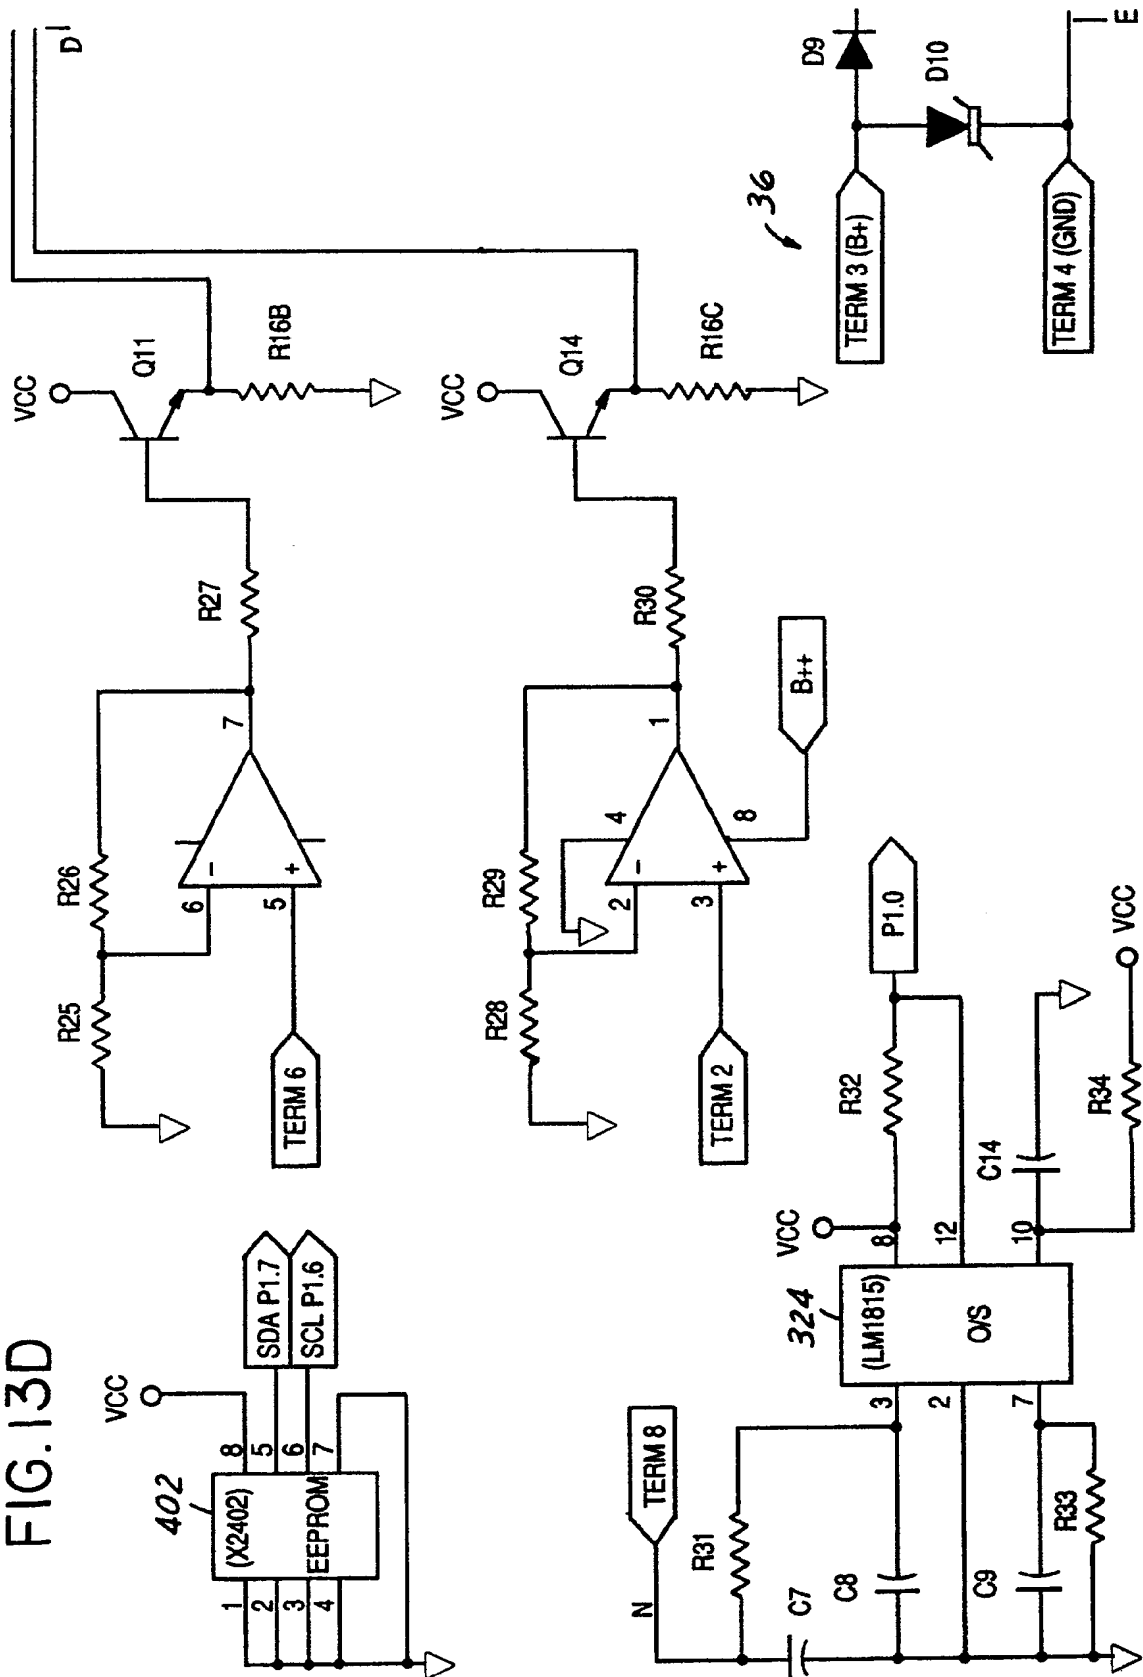 FIG. 13D
402
(X2402)
EEPROM
1
2
3
4
8
5
6
7
VCC
SDA P1.7
SCL P1.6
R25
R26
6
5
7
TERM 6
R27
VCC
Q11
R16B
D
R28
R29
2
3
4
8
1
TERM 2
B++
R30
VCC
Q14
R16C
TERM 8
N
R31
C7
C8
C9
R33
3
2
7
324
(LM1815)
O/S
8
12
10
VCC
R32
P1.0
C14
R34
VCC
36
TERM 3 (B+)
TERM 4 (GND)
D9
D10
E